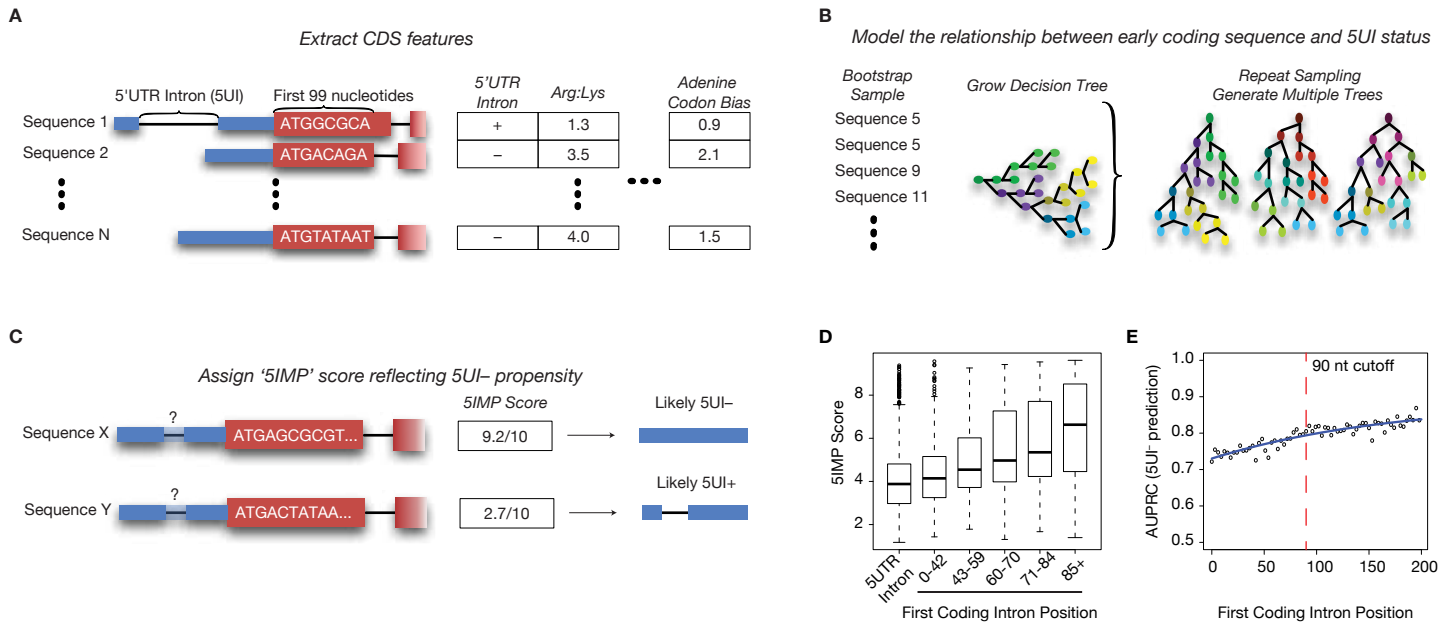 A
Extract CDS features
5'UTR Intron (5UI)
First 99 nucleotides
5'UTR
Intron
Arg:Lys
Adenine
Codon Bias
Sequence 1
ATGGCGCA
+
1.3
0.9
Sequence 2
ATGACAGA
–
3.5
2.1
Sequence N
ATGTATAAT
–
4.0
1.5
B
Model the relationship between early coding sequence and 5UI status
Bootstrap
Sample
Grow Decision Tree
Repeat Sampling
Generate Multiple Trees
Sequence 5
Sequence 5
Sequence 9
Sequence 11
C
Assign ‘5IMP’ score reflecting 5UI– propensity
5IMP Score
Sequence X
?
ATGAGCGCGT...
9.2/10
Likely 5UI–
Sequence Y
?
ATGACTATAA...
2.7/10
Likely 5UI+
D
5IMP Score
8
6
4
2
5UTR
Intron
0-42
43-59
60-70
71-84
85+
First Coding Intron Position
E
AUPRC (5UI- prediction)
1.0
0.9
0.8
0.7
0.6
0.5
90 nt cutoff
0
50
100
150
200
First Coding Intron Position